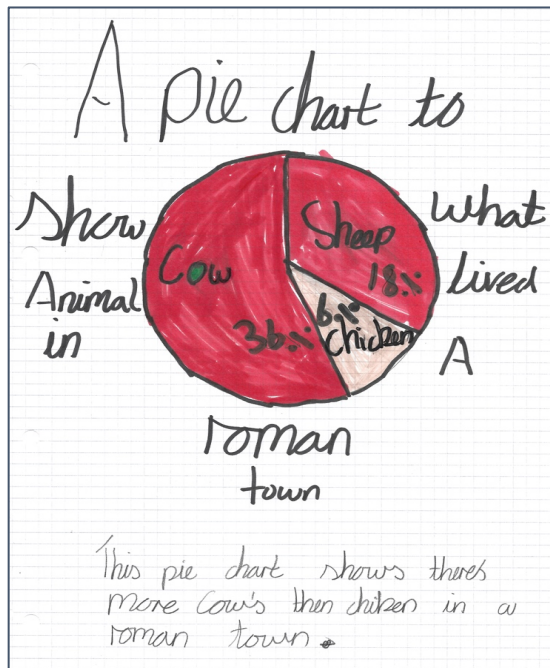 A pie chart to
show what
Animal lived
in A
roman
town
Cow
36%
Sheep
18%
6%
chicken
This pie chart shows there's
more Cow's then chiken in a
roman town.